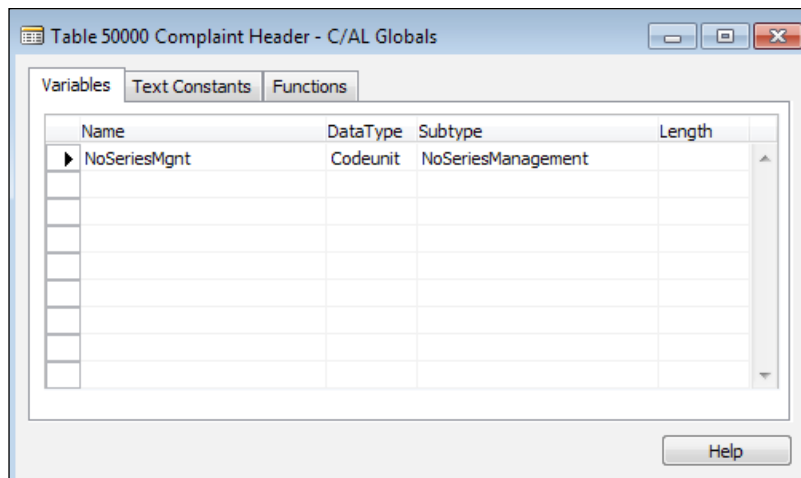 Table 50000 Complaint Header - C/AL Globals
Variables Text Constants Functions
Name DataType Subtype Length
NoSeriesMgnt Codeunit NoSeriesManagement
Help